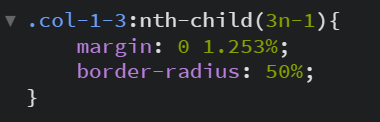 .col-1-3:nth-child(3n-1){
    margin: 0 1.253%;
    border-radius: 50%;
}